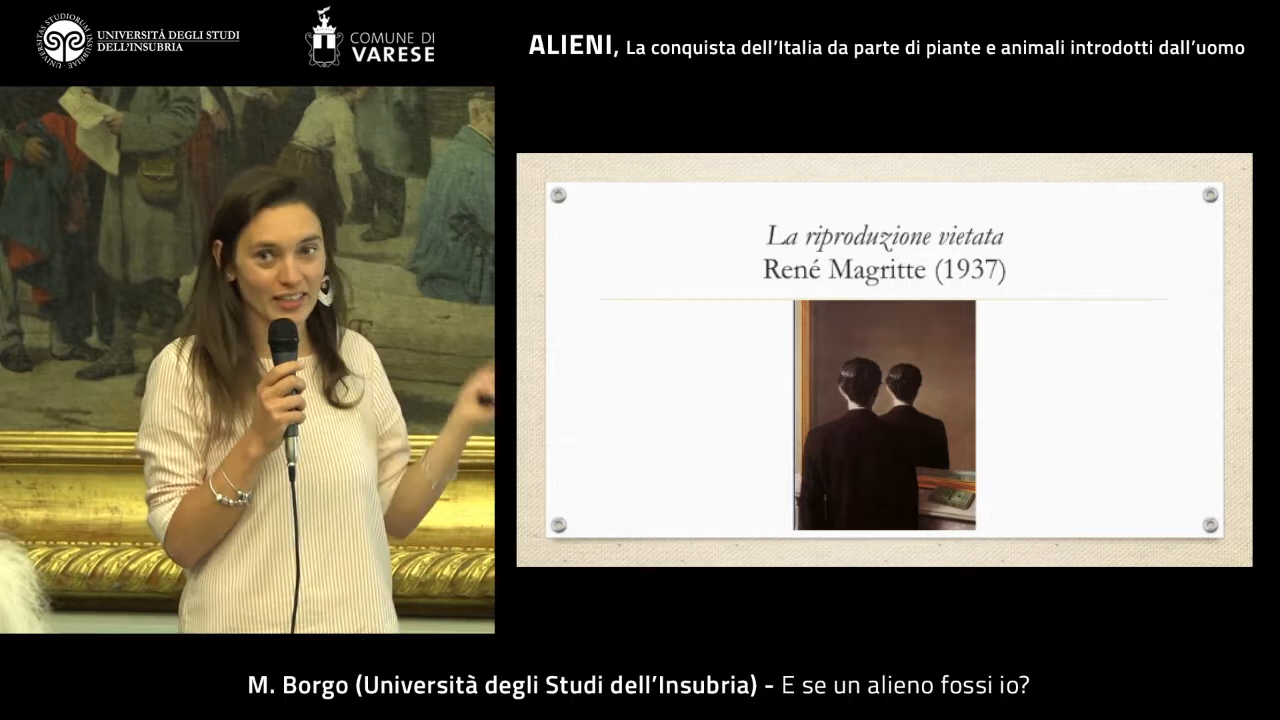 UNIVERSITÀ DEGLI STUDI
DELL'INSUBRIA
COMUNE DI
VARESE
ALIENI, La conquista dell'Italia da parte di piante e animali introdotti dall'uomo
La riproduzione vietata
René Magritte (1937)
M. Borgo (Università degli Studi dell'Insubria) - E se un alieno fossi io?